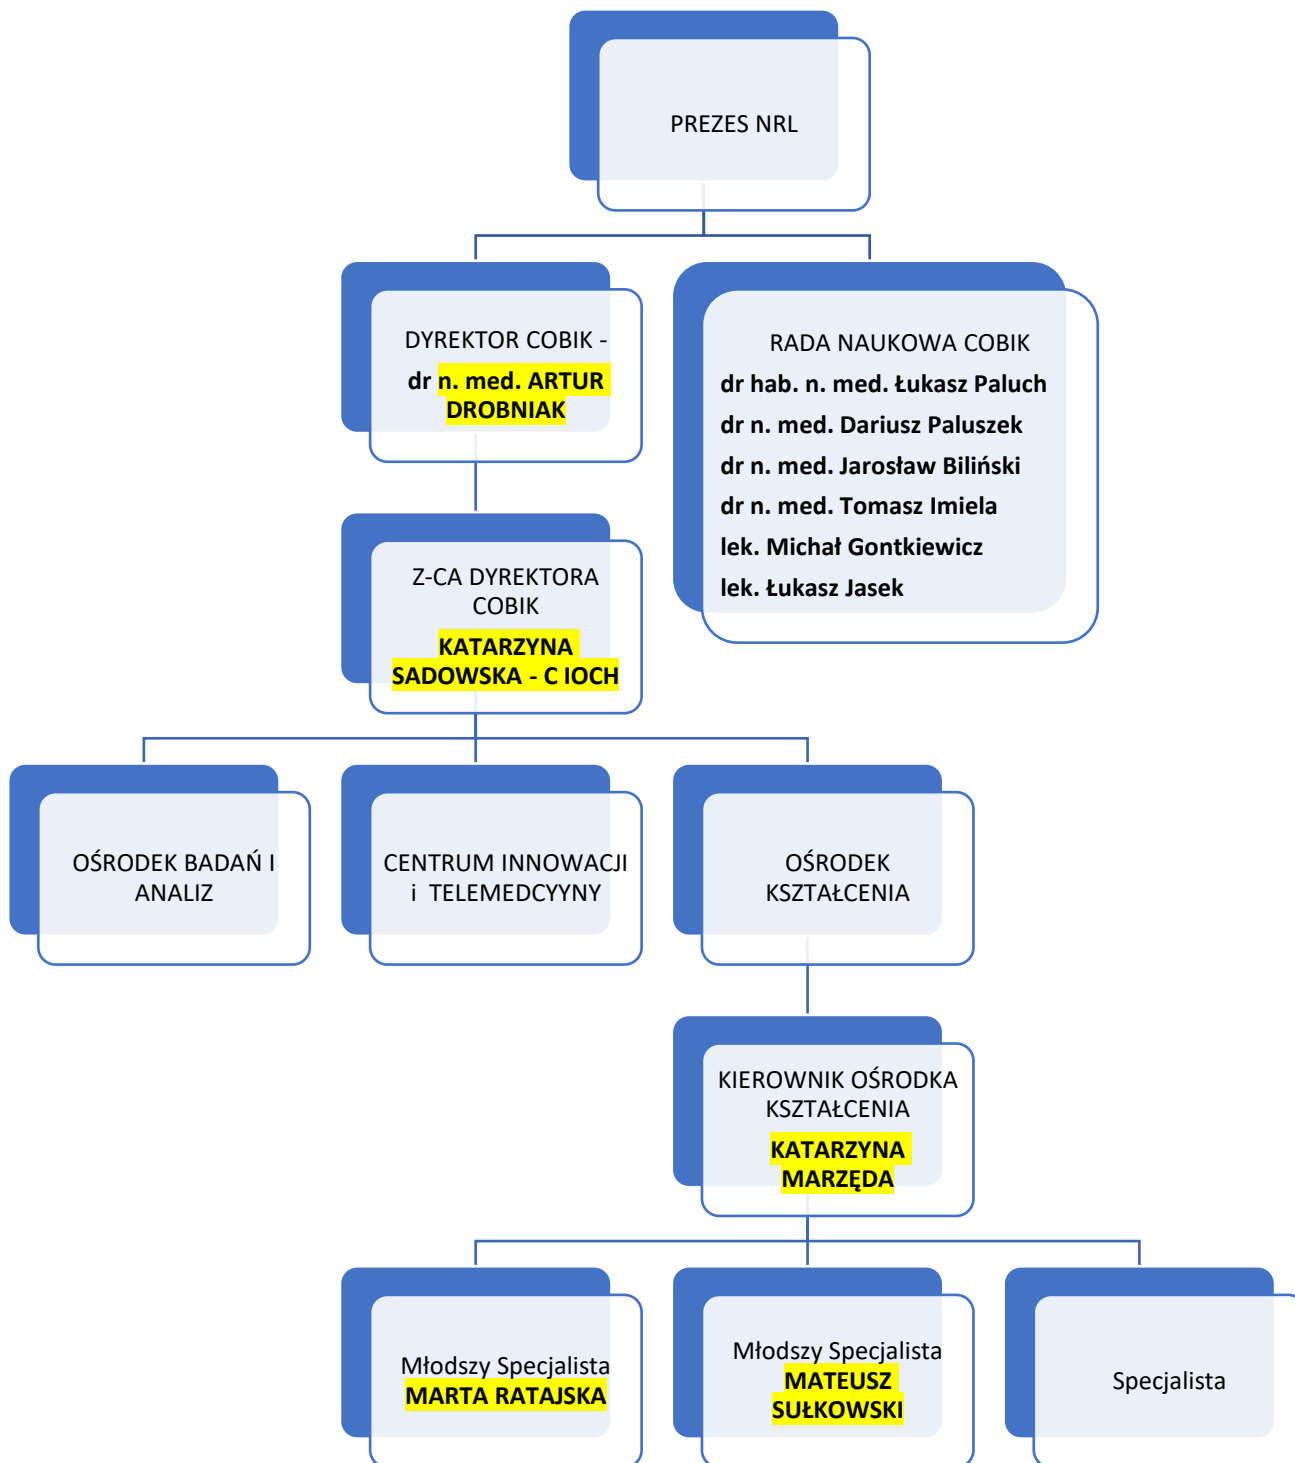 PREZES NRL
DYREKTOR COBIK -
dr n. med. ARTUR
DROBNIAK
RADA NAUKOWA COBIK
dr hab. n. med. Łukasz Paluch
dr n. med. Dariusz Paluszek
dr n. med. Jarosław Biliński
dr n. med. Tomasz Imiela
lek. Michał Gontkiewicz
lek. Łukasz Jasek
Z-CA DYREKTORA
COBIK
KATARZYNA
SADOWSKA - C IOCH
OŚRODEK BADAŃ I
ANALIZ
CENTRUM INNOWACJI
i TELEMEDCYYNY
OŚRODEK
KSZTAŁCENIA
KIEROWNIK OŚRODKA
KSZTAŁCENIA
KATARZYNA
MARZĘDA
Młodszy Specjalista
MARTA RATAJSKA
Młodszy Specjalista
MATEUSZ
SUŁKOWSKI
Specjalista